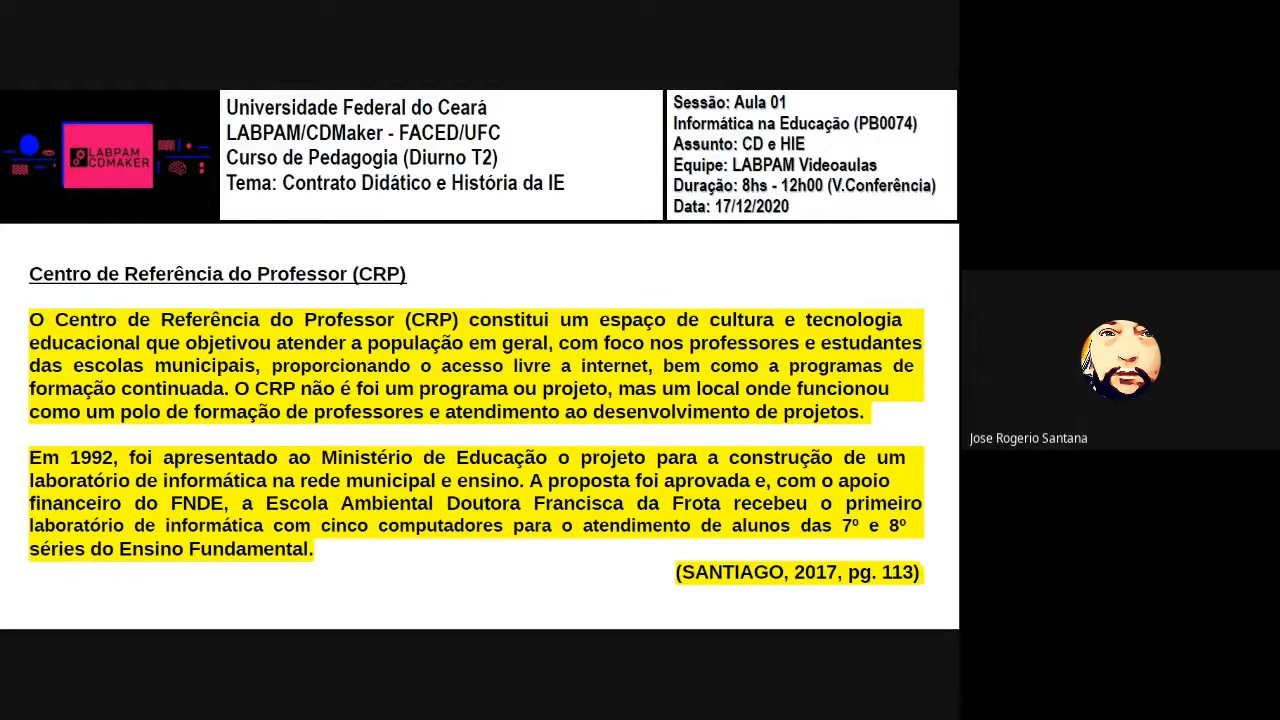 LABPAM
CDMAKER
Universidade Federal do Ceará
LABPAM/CDMaker - FACED/UFC
Curso de Pedagogia (Diurno T2)
Tema: Contrato Didático e História da IE
Sessão: Aula 01
Informática na Educação (PB0074)
Assunto: CD e HIE
Equipe: LABPAM Videoaulas
Duração: 8hs - 12h00 (V.Conferência)
Data: 17/12/2020
Centro de Referência do Professor (CRP)
O Centro de Referência do Professor (CRP) constitui um espaço de cultura e tecnologia
educacional que objetivou atender a população em geral, com foco nos professores e estudantes
das escolas municipais, proporcionando o acesso livre a internet, bem como a programas de
formação continuada. O CRP não é foi um programa ou projeto, mas um local onde funcionou
como um polo de formação de professores e atendimento ao desenvolvimento de projetos.
Em 1992, foi apresentado ao Ministério de Educação o projeto para a construção de um
laboratório de informática na rede municipal e ensino. A proposta foi aprovada e, com o apoio
financeiro do FNDE, a Escola Ambiental Doutora Francisca da Frota recebeu o primeiro
laboratório de informática com cinco computadores para o atendimento de alunos das 7º e 8º
séries do Ensino Fundamental.
(SANTIAGO, 2017, pg. 113)
Jose Rogerio Santana